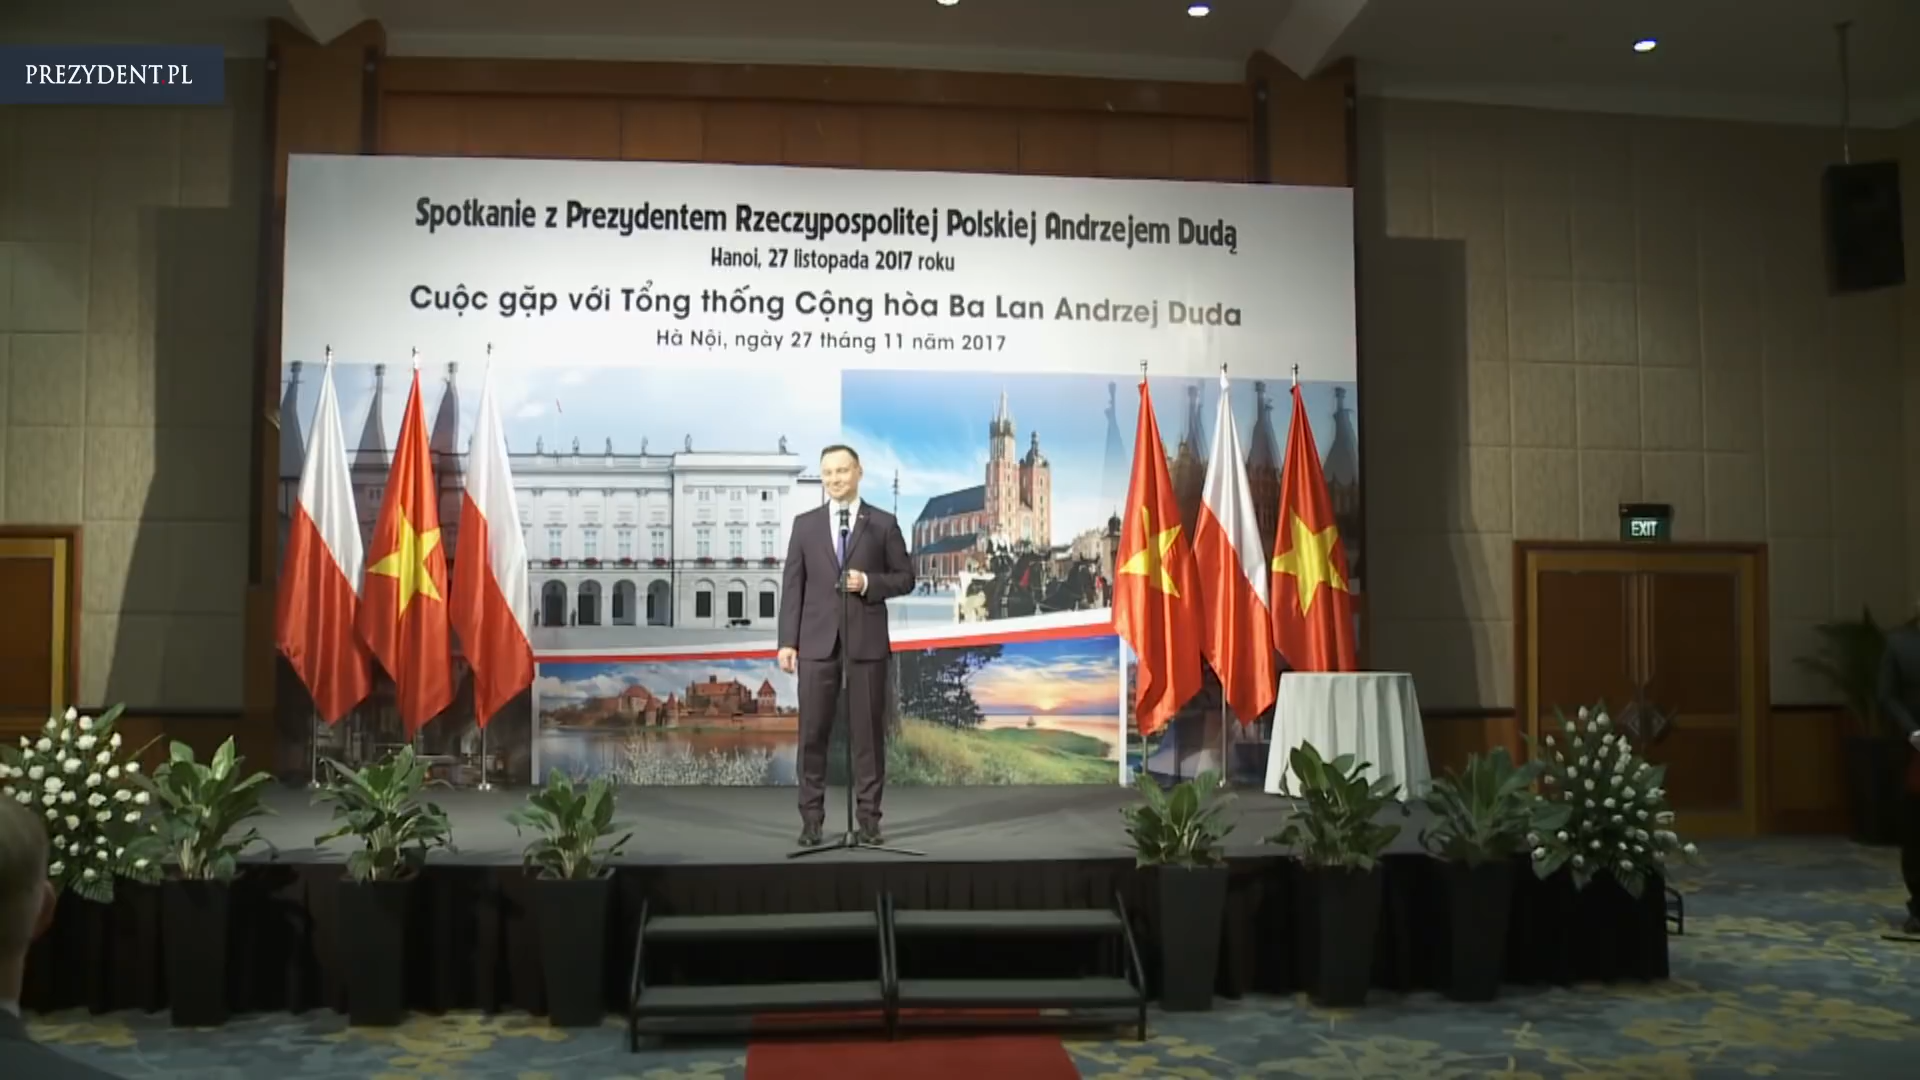 PREZYDENT.PL
Spotkanie z Prezydentem Rzeczypospolitej Polskiej Andrzejem Dudą
Hanoi, 27 listopada 2017 roku
Cuộc gặp với Tổng thống Cộng hòa Ba Lan Andrzej Duda
Hà Nội, ngày 27 tháng 11 năm 2017
EXIT